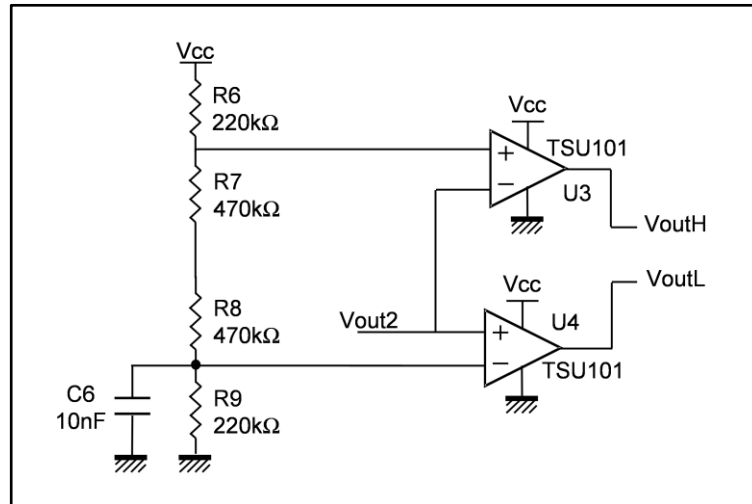 Vcc
R6
220kΩ
R7
470kΩ
R8
470kΩ
C6
10nF
R9
220kΩ
Vcc
+
−
TSU101
U3
VoutH
VoutL
Vcc
U4
Vout2
+
−
TSU101